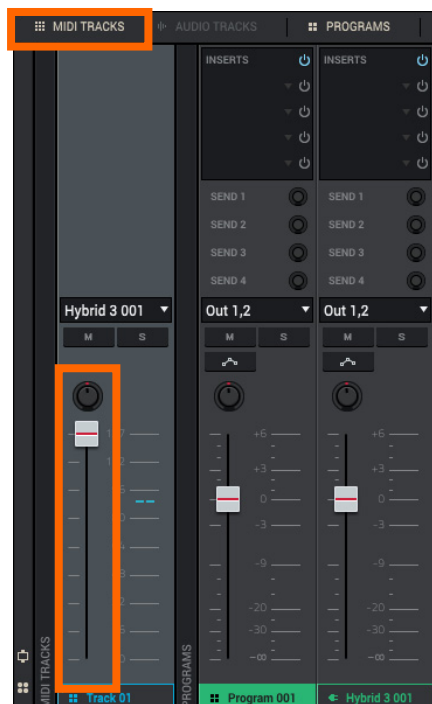 MIDI TRACKS
AUDIO TRACKS
PROGRAMS
INSERTS
INSERTS
SEND 1
SEND 1
SEND 2
SEND 2
SEND 3
SEND 3
SEND 4
SEND 4
Hybrid 3 001
Out 1,2
Out 1,2
M S
M S
M S
+6
+6
+3
+3
0
0
-3
-3
-9
-9
-20
-20
-30
-30
-∞
-∞
MIDI TRACKS
PROGRAMS
Track 01
Program 001
Hybrid 3 001